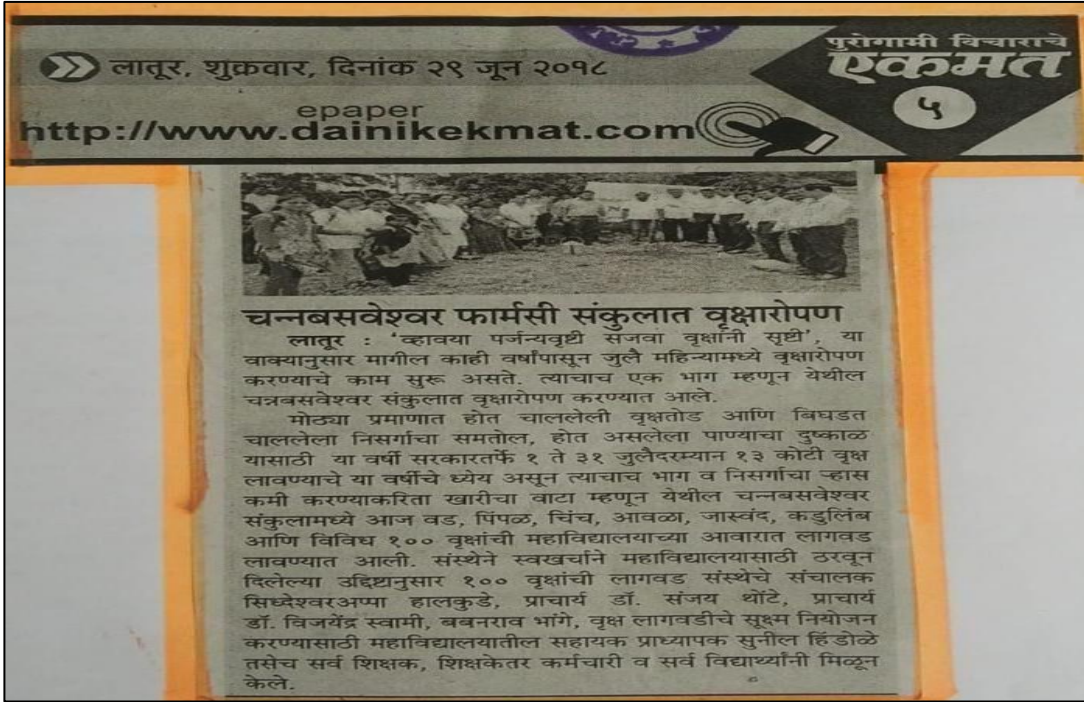 लातूर, शुक्रवार, दिनांक २९ जून २०१८
पुरोगामी विचाराचे
एकमत
५
epaper
http://www.dainikekmat.com
चन्नबसवेश्वर फार्मसी संकुलात वृक्षारोपण
लातूर : ‘व्हावया पर्जन्यवृष्टी सजवा वृक्षांनी सृष्टी’, या
वाक्यानुसार मागील काही वर्षांपासून जुलै महिन्यामध्ये वृक्षारोपण
करण्याचे काम सुरू असते. त्याचाच एक भाग म्हणून येथील
चन्नबसवेश्वर संकुलात वृक्षारोपण करण्यात आले.
मोठ्या प्रमाणात होत चाललेली वृक्षतोड आणि बिघडत
चाललेला निसर्गाचा समतोल, होत असलेला पाण्याचा दुष्काळ
यासाठी या वर्षी सरकारतर्फे १ ते ३१ जुलैदरम्यान १३ कोटी वृक्ष
लावण्याचे या वर्षीचे ध्येय असून त्याचाच भाग व निसर्गाचा ऱ्हास
कमी करण्याकरिता खारीचा वाटा म्हणून येथील चन्नबसवेश्वर
संकुलामध्ये आज वड, पिंपळ, चिंच, आवळा, जास्वंद, कडुलिंब
आणि विविध १०० वृक्षांची महाविद्यालयाच्या आवारात लागवड
लावण्यात आली. संस्थेने स्वखर्चाने महाविद्यालयासाठी ठरवून
दिलेल्या उद्दिष्टानुसार १०० वृक्षांची लागवड संस्थेचे संचालक
सिध्देश्वरअप्पा हालकुडे, प्राचार्य डॉ. संजय थोंटे, प्राचार्य
डॉ. विजयेंद्र स्वामी, बबनराव भांगे, वृक्ष लागवडीचे सूक्ष्म नियोजन
करण्यासाठी महाविद्यालयातील सहायक प्राध्यापक सुनील हिंडोळे
तसेच सर्व शिक्षक, शिक्षकेतर कर्मचारी व सर्व विद्यार्थ्यांनी मिळून
केले.